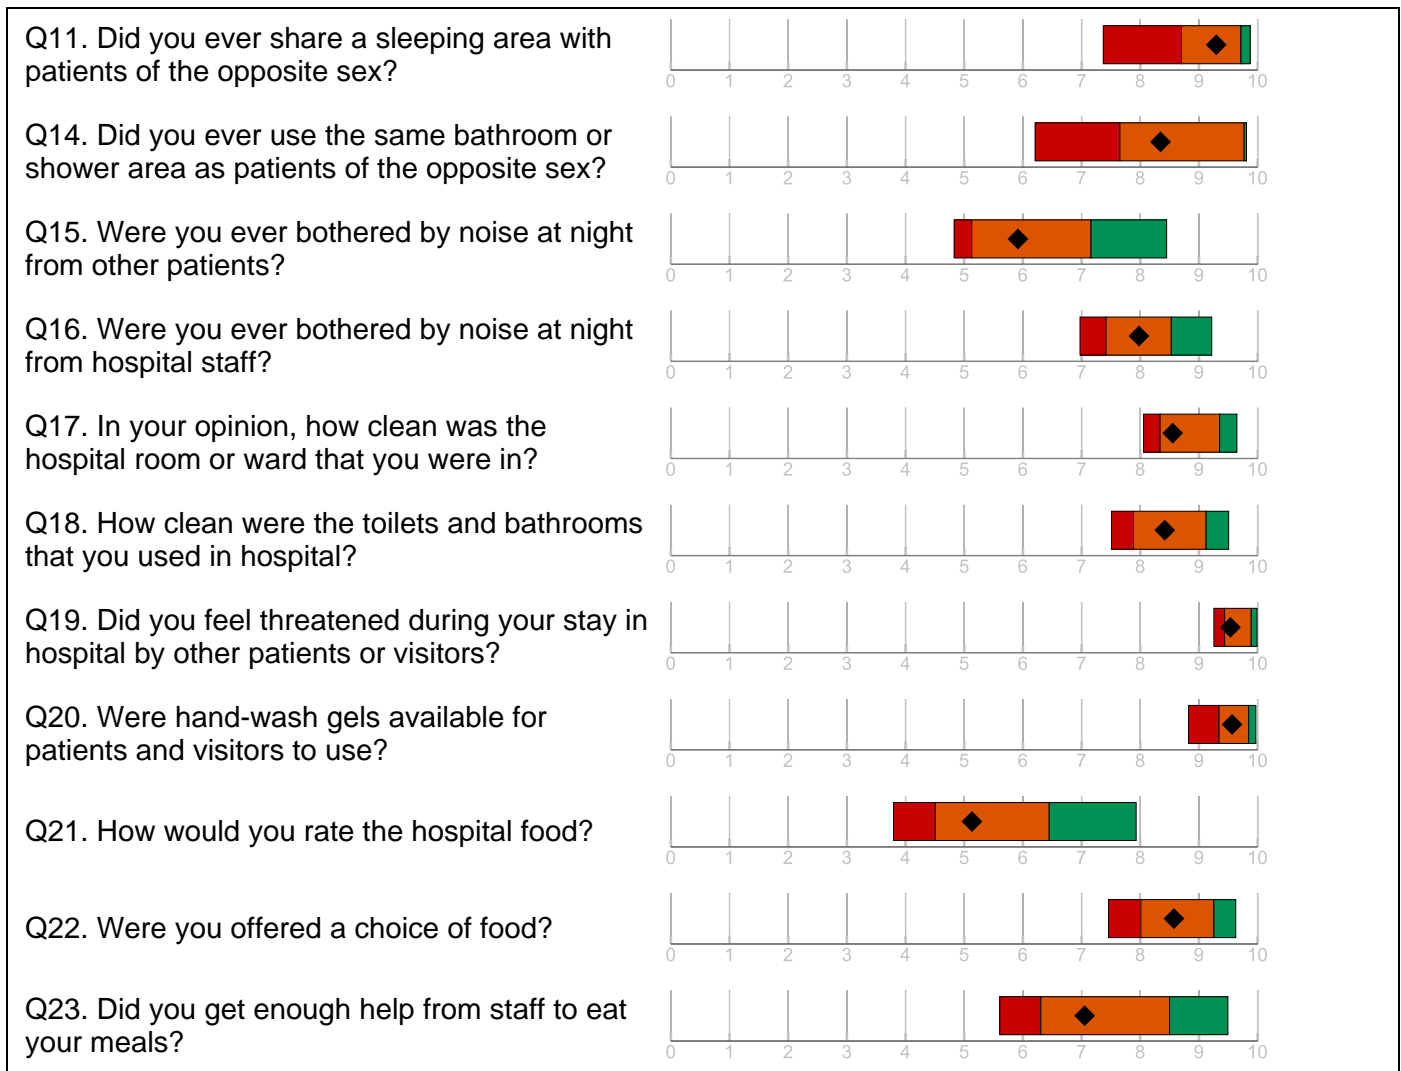 Q11. Did you ever share a sleeping area with
patients of the opposite sex?
0 1 2 3 4 5 6 7 8 9 10
Q14. Did you ever use the same bathroom or
shower area as patients of the opposite sex?
0 1 2 3 4 5 6 7 8 9 10
Q15. Were you ever bothered by noise at night
from other patients?
0 1 2 3 4 5 6 7 8 9 10
Q16. Were you ever bothered by noise at night
from hospital staff?
0 1 2 3 4 5 6 7 8 9 10
Q17. In your opinion, how clean was the
hospital room or ward that you were in?
0 1 2 3 4 5 6 7 8 9 10
Q18. How clean were the toilets and bathrooms
that you used in hospital?
0 1 2 3 4 5 6 7 8 9 10
Q19. Did you feel threatened during your stay in
hospital by other patients or visitors?
0 1 2 3 4 5 6 7 8 9 10
Q20. Were hand-wash gels available for
patients and visitors to use?
0 1 2 3 4 5 6 7 8 9 10
Q21. How would you rate the hospital food?
0 1 2 3 4 5 6 7 8 9 10
Q22. Were you offered a choice of food?
0 1 2 3 4 5 6 7 8 9 10
Q23. Did you get enough help from staff to eat
your meals?
0 1 2 3 4 5 6 7 8 9 10